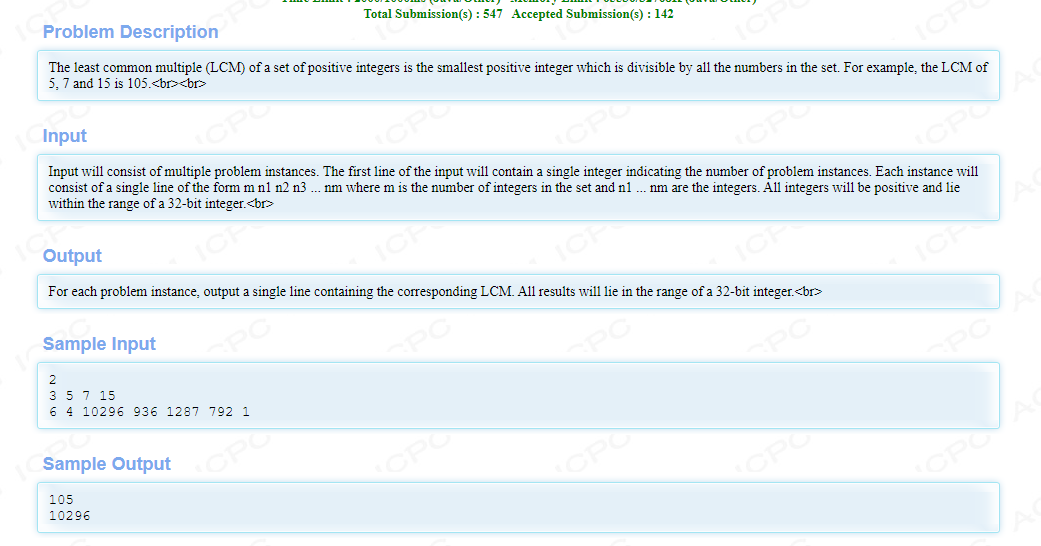 Total Submission(s) : 547 Accepted Submission(s) : 142
Problem Description
The least common multiple (LCM) of a set of positive integers is the smallest positive integer which is divisible by all the numbers in the set. For example, the LCM of
5, 7 and 15 is 105.<br><br>
Input
Input will consist of multiple problem instances. The first line of the input will contain a single integer indicating the number of problem instances. Each instance will
consist of a single line of the form m n1 n2 n3 ... nm where m is the number of integers in the set and n1 ... nm are the integers. All integers will be positive and lie
within the range of a 32-bit integer.<br>
Output
For each problem instance, output a single line containing the corresponding LCM. All results will lie in the range of a 32-bit integer.<br>
Sample Input
2
3 5 7 15
6 4 10296 936 1287 792 1
Sample Output
105
10296